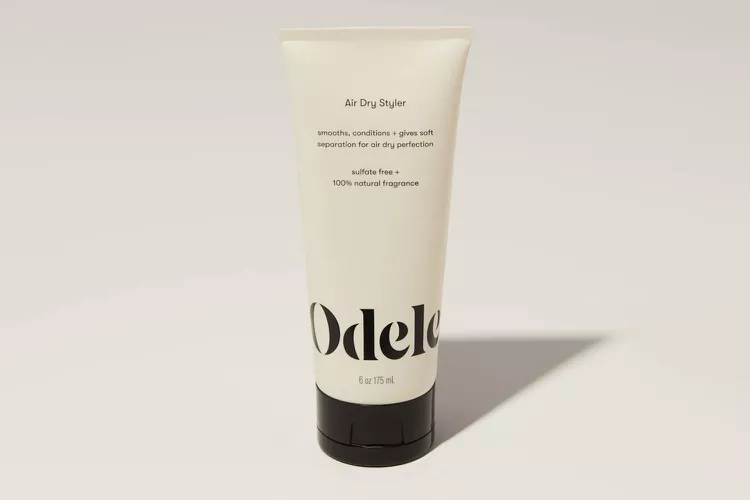 Air Dry Styler
smooths, conditions + gives soft
separation for air dry perfection
sulfate free +
100% natural fragrance
Odele
6 oz 175 mL